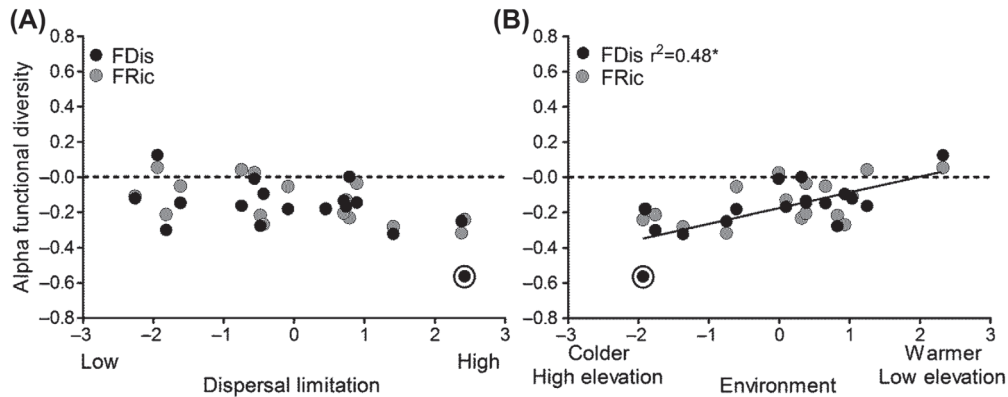 (A)
Alpha functional diversity
0.8
0.6
0.4
0.2
−0.0
−0.2
−0.4
−0.6
−0.8
FDis
FRic
−3 −2 −1 0 1 2 3
Low High
Dispersal limitation
(B)
0.8
0.6
0.4
0.2
−0.0
−0.2
−0.4
−0.6
−0.8
FDis r²=0.48*
FRic
−3 −2 −1 0 1 2 3
Colder Warmer
High elevation Environment Low elevation